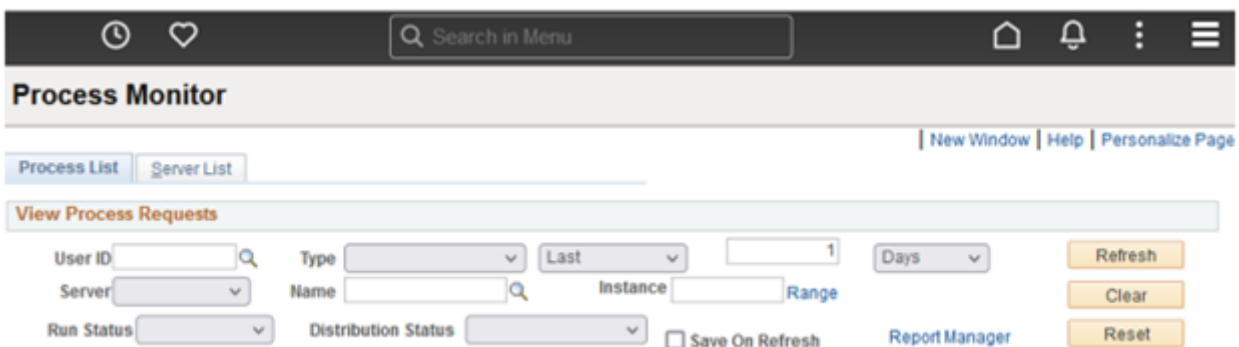 Search in Menu
Process Monitor
New Window | Help | Personalize Page
Process List Server List
View Process Requests
User ID Type Last 1 Days Refresh
Server Name Instance Range Clear
Run Status Distribution Status Save On Refresh Report Manager Reset